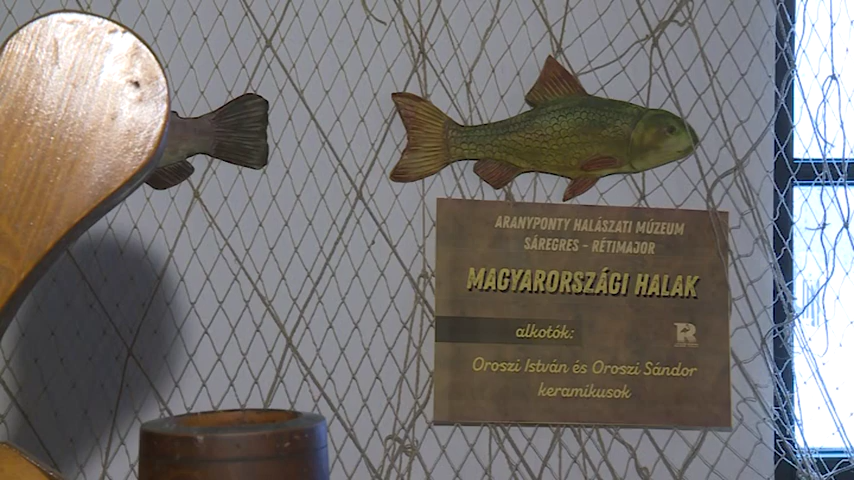 ARANYPONTY HALÁSZATI MÚZEUM
SÁREGRES - RÉTIMAJOR
MAGYARORSZÁGI HALAK
alkotók:
Oroszi István és Oroszi Sándor
keramikusok